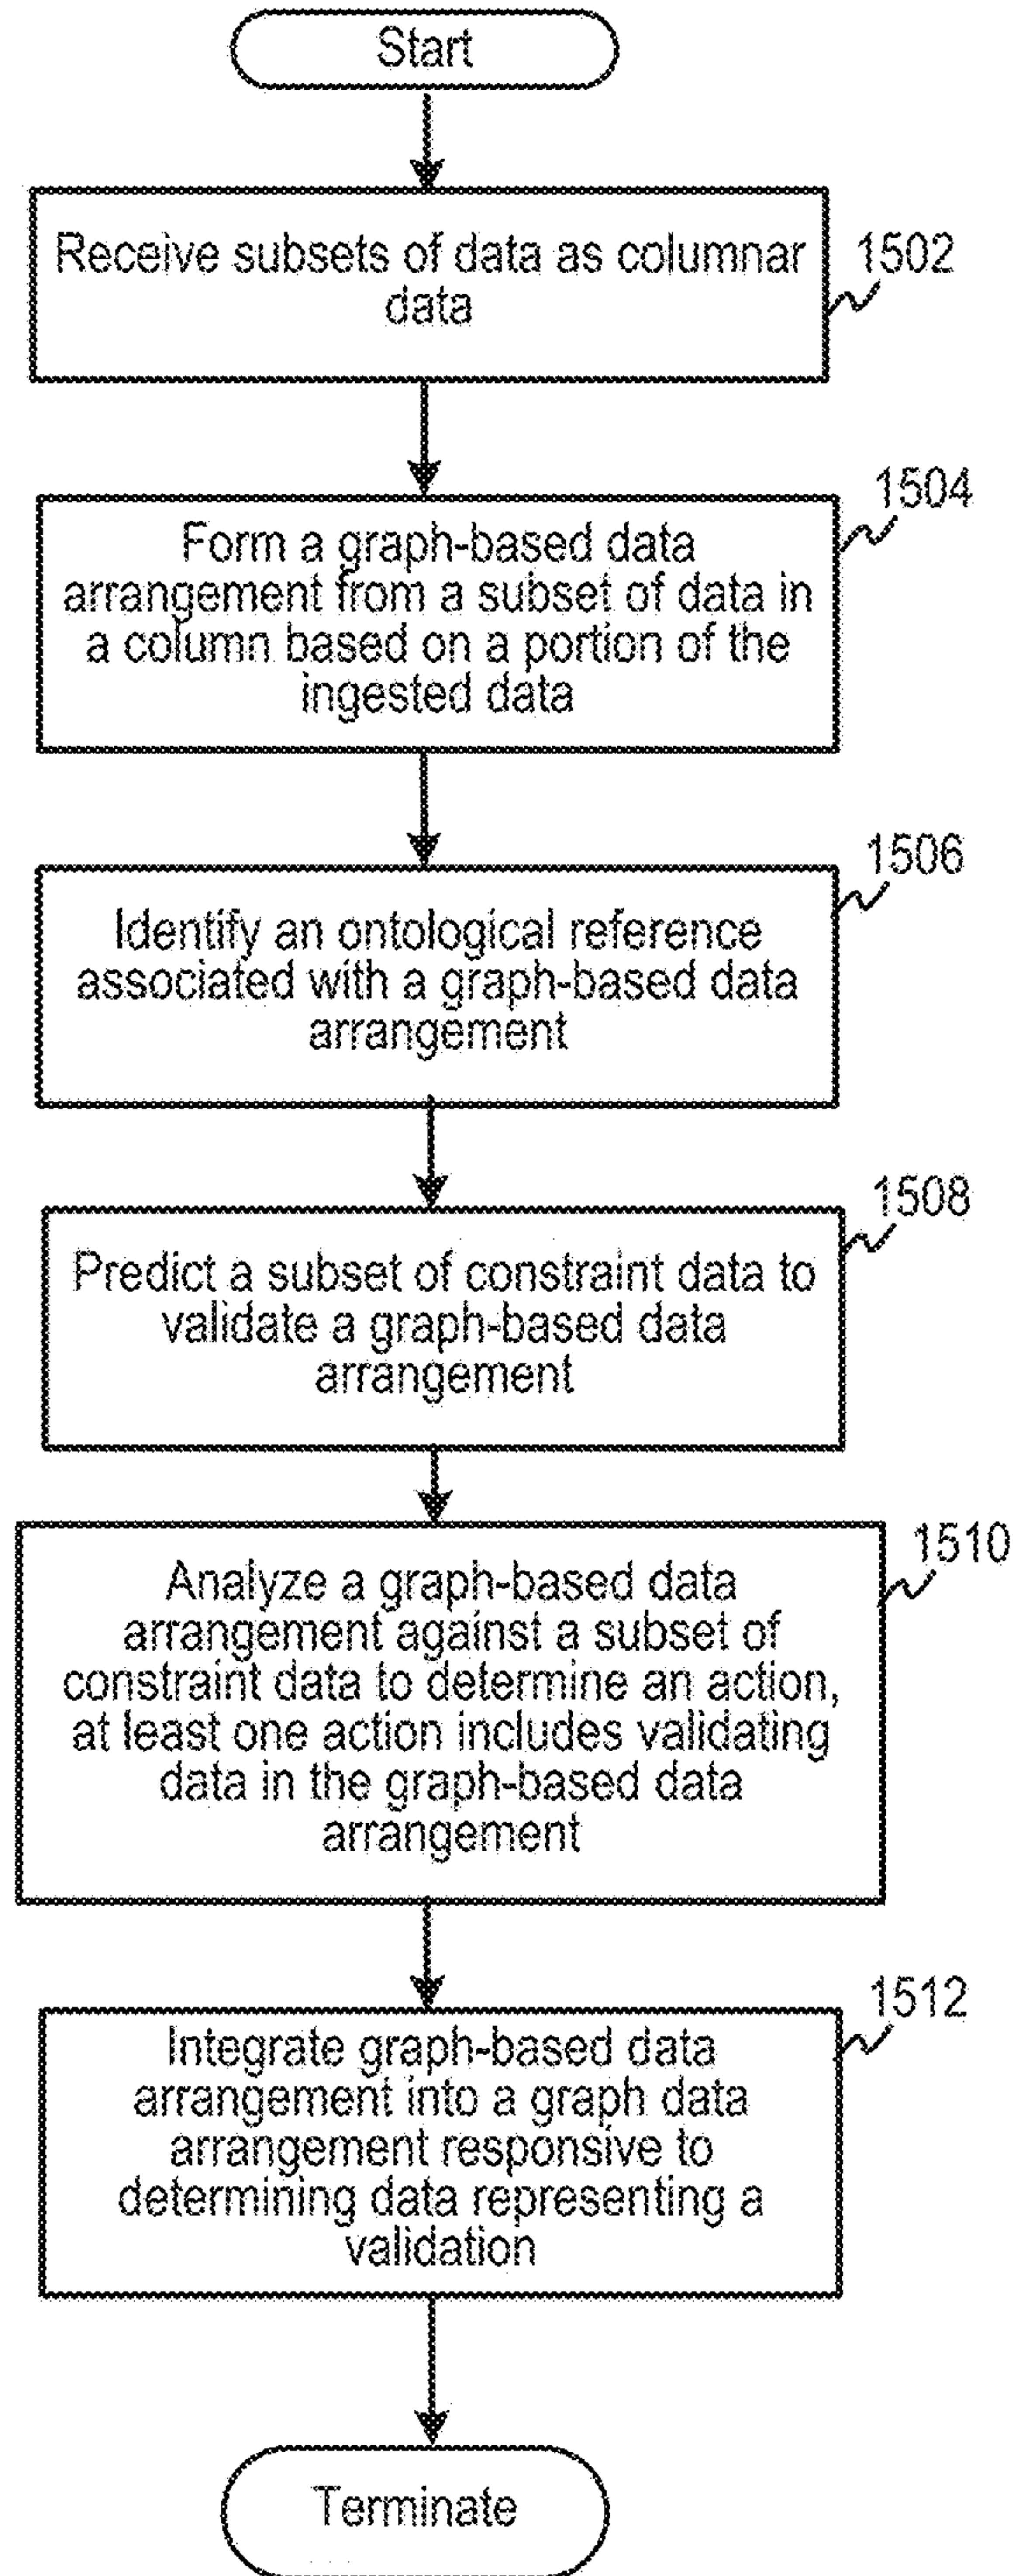 Start
Receive subsets of data as columnar
data
1502
Form a graph-based data
arrangement from a subset of data in
a column based on a portion of the
ingested data
1504
Identify an ontological reference
associated with a graph-based data
arrangement
1506
Predict a subset of constraint data to
validate a graph-based data
arrangement
1508
Analyze a graph-based data
arrangement against a subset of
constraint data to determine an action,
at least one action includes validating
data in the graph-based data
arrangement
1510
Integrate graph-based data
arrangement into a graph data
arrangement responsive to
determining data representing a
validation
1512
Terminate